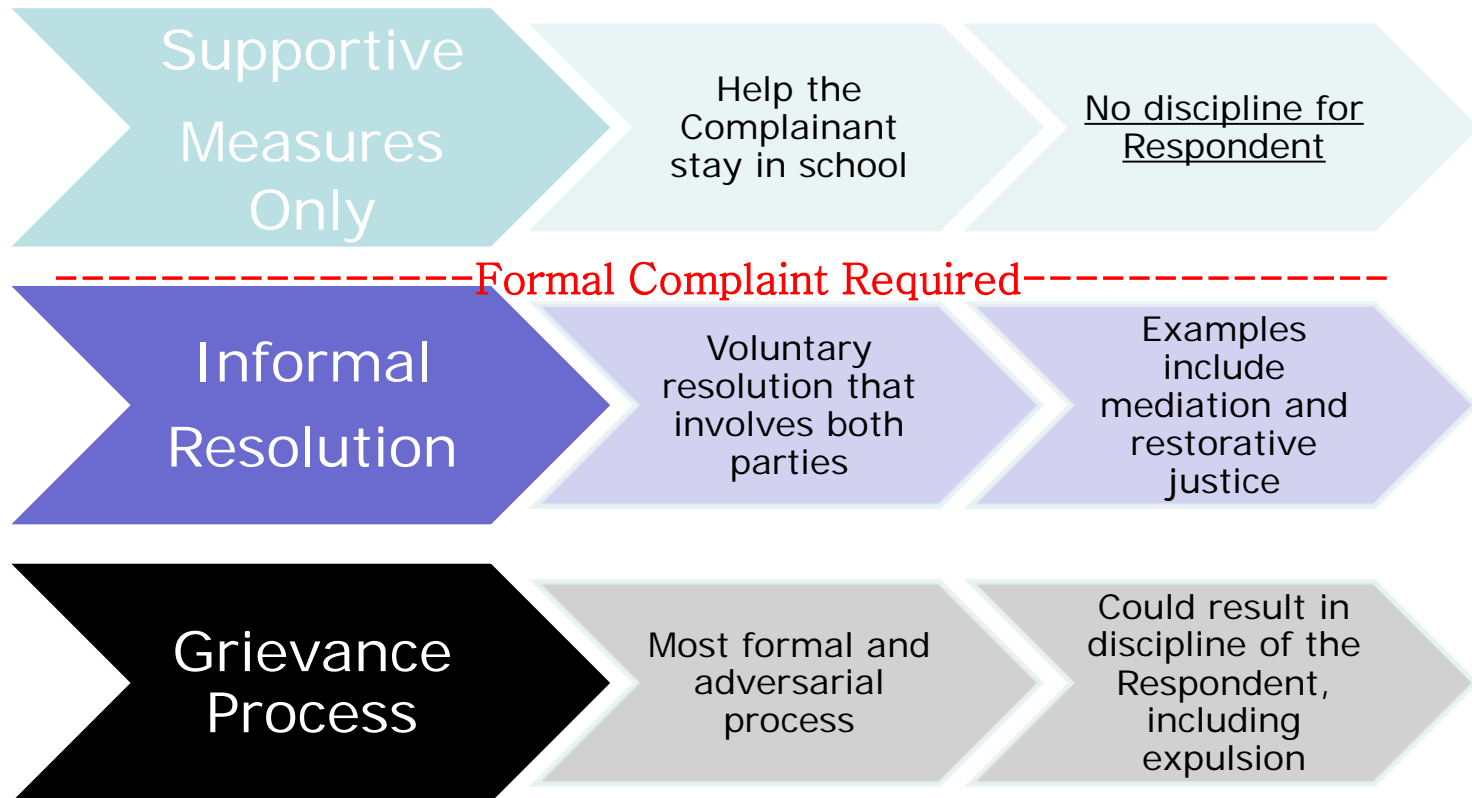 Supportive
Measures
Only
Help the
Complainant
stay in school
No discipline for
Respondent
------------------Formal Complaint Required----------------
Informal
Resolution
Voluntary
resolution that
involves both
parties
Examples
include
mediation and
restorative
justice
Grievance
Process
Most formal and
adversarial
process
Could result in
discipline of the
Respondent,
including
expulsion